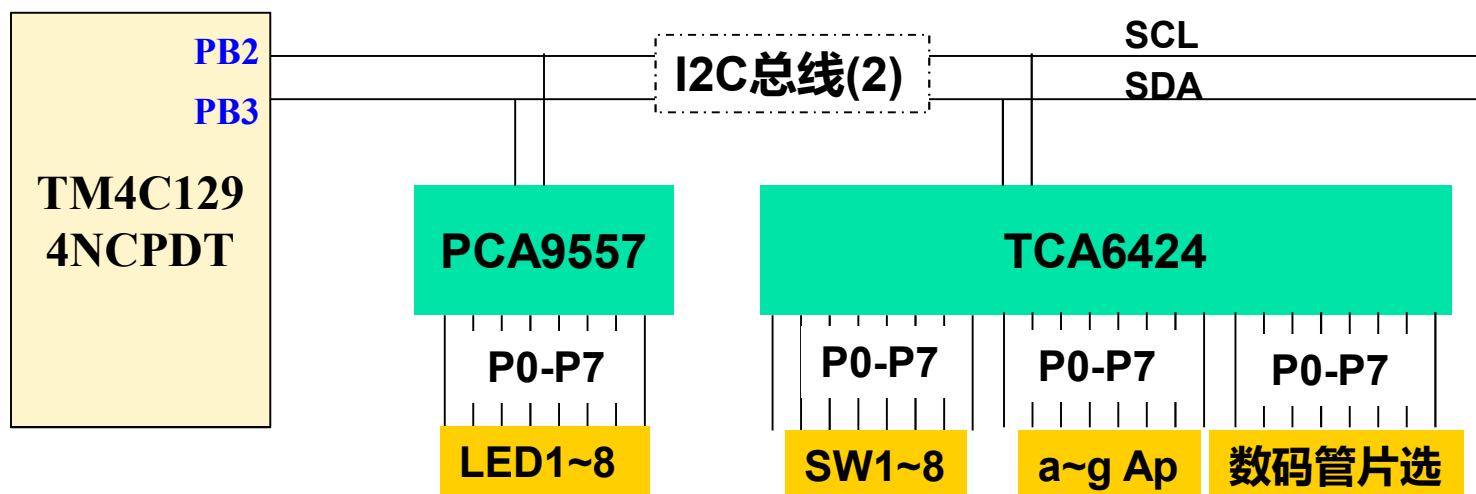 PB2
PB3
TM4C129
4NCPDT
I2C总线(2)
SCL
SDA
PCA9557
TCA6424
P0-P7
P0-P7
P0-P7
P0-P7
LED1~8
SW1~8
a~g Ap
数码管片选